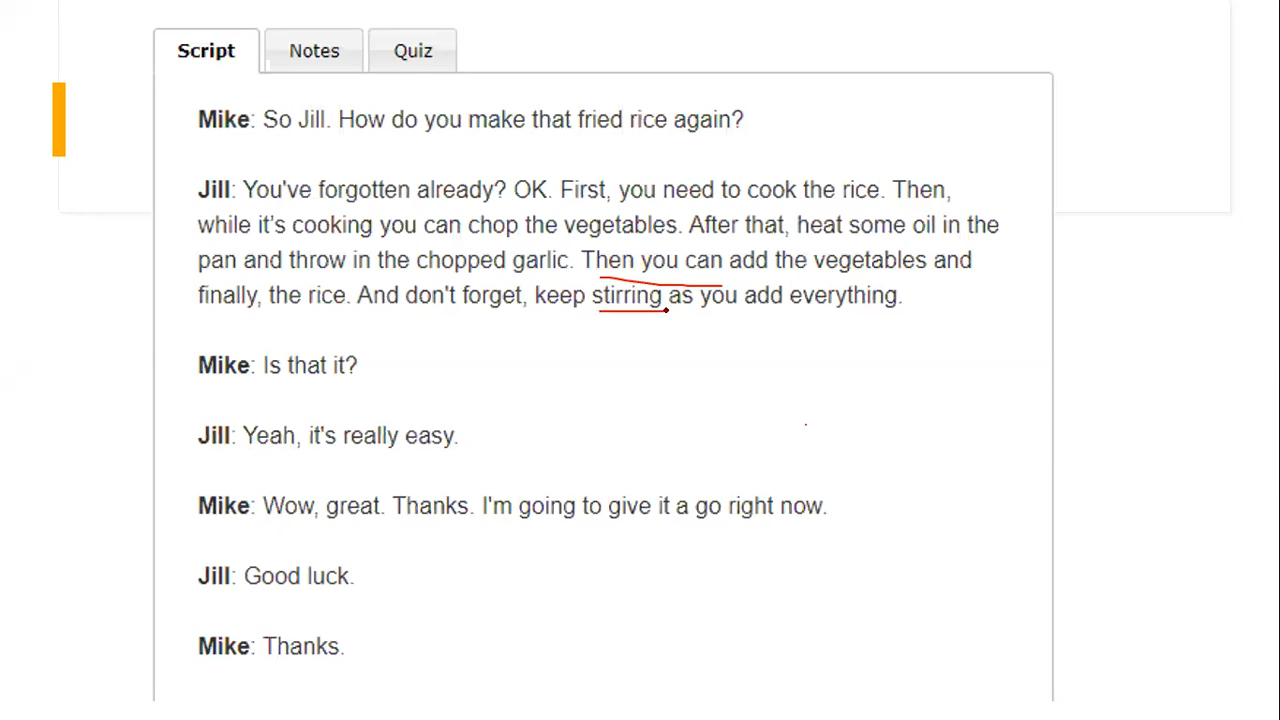 Script Notes Quiz
Mike: So Jill. How do you make that fried rice again?
Jill: You've forgotten already? OK. First, you need to cook the rice. Then,
while it's cooking you can chop the vegetables. After that, heat some oil in the
pan and throw in the chopped garlic. Then you can add the vegetables and
finally, the rice. And don't forget, keep stirring as you add everything.
Mike: Is that it?
Jill: Yeah, it's really easy.
Mike: Wow, great. Thanks. I'm going to give it a go right now.
Jill: Good luck.
Mike: Thanks.